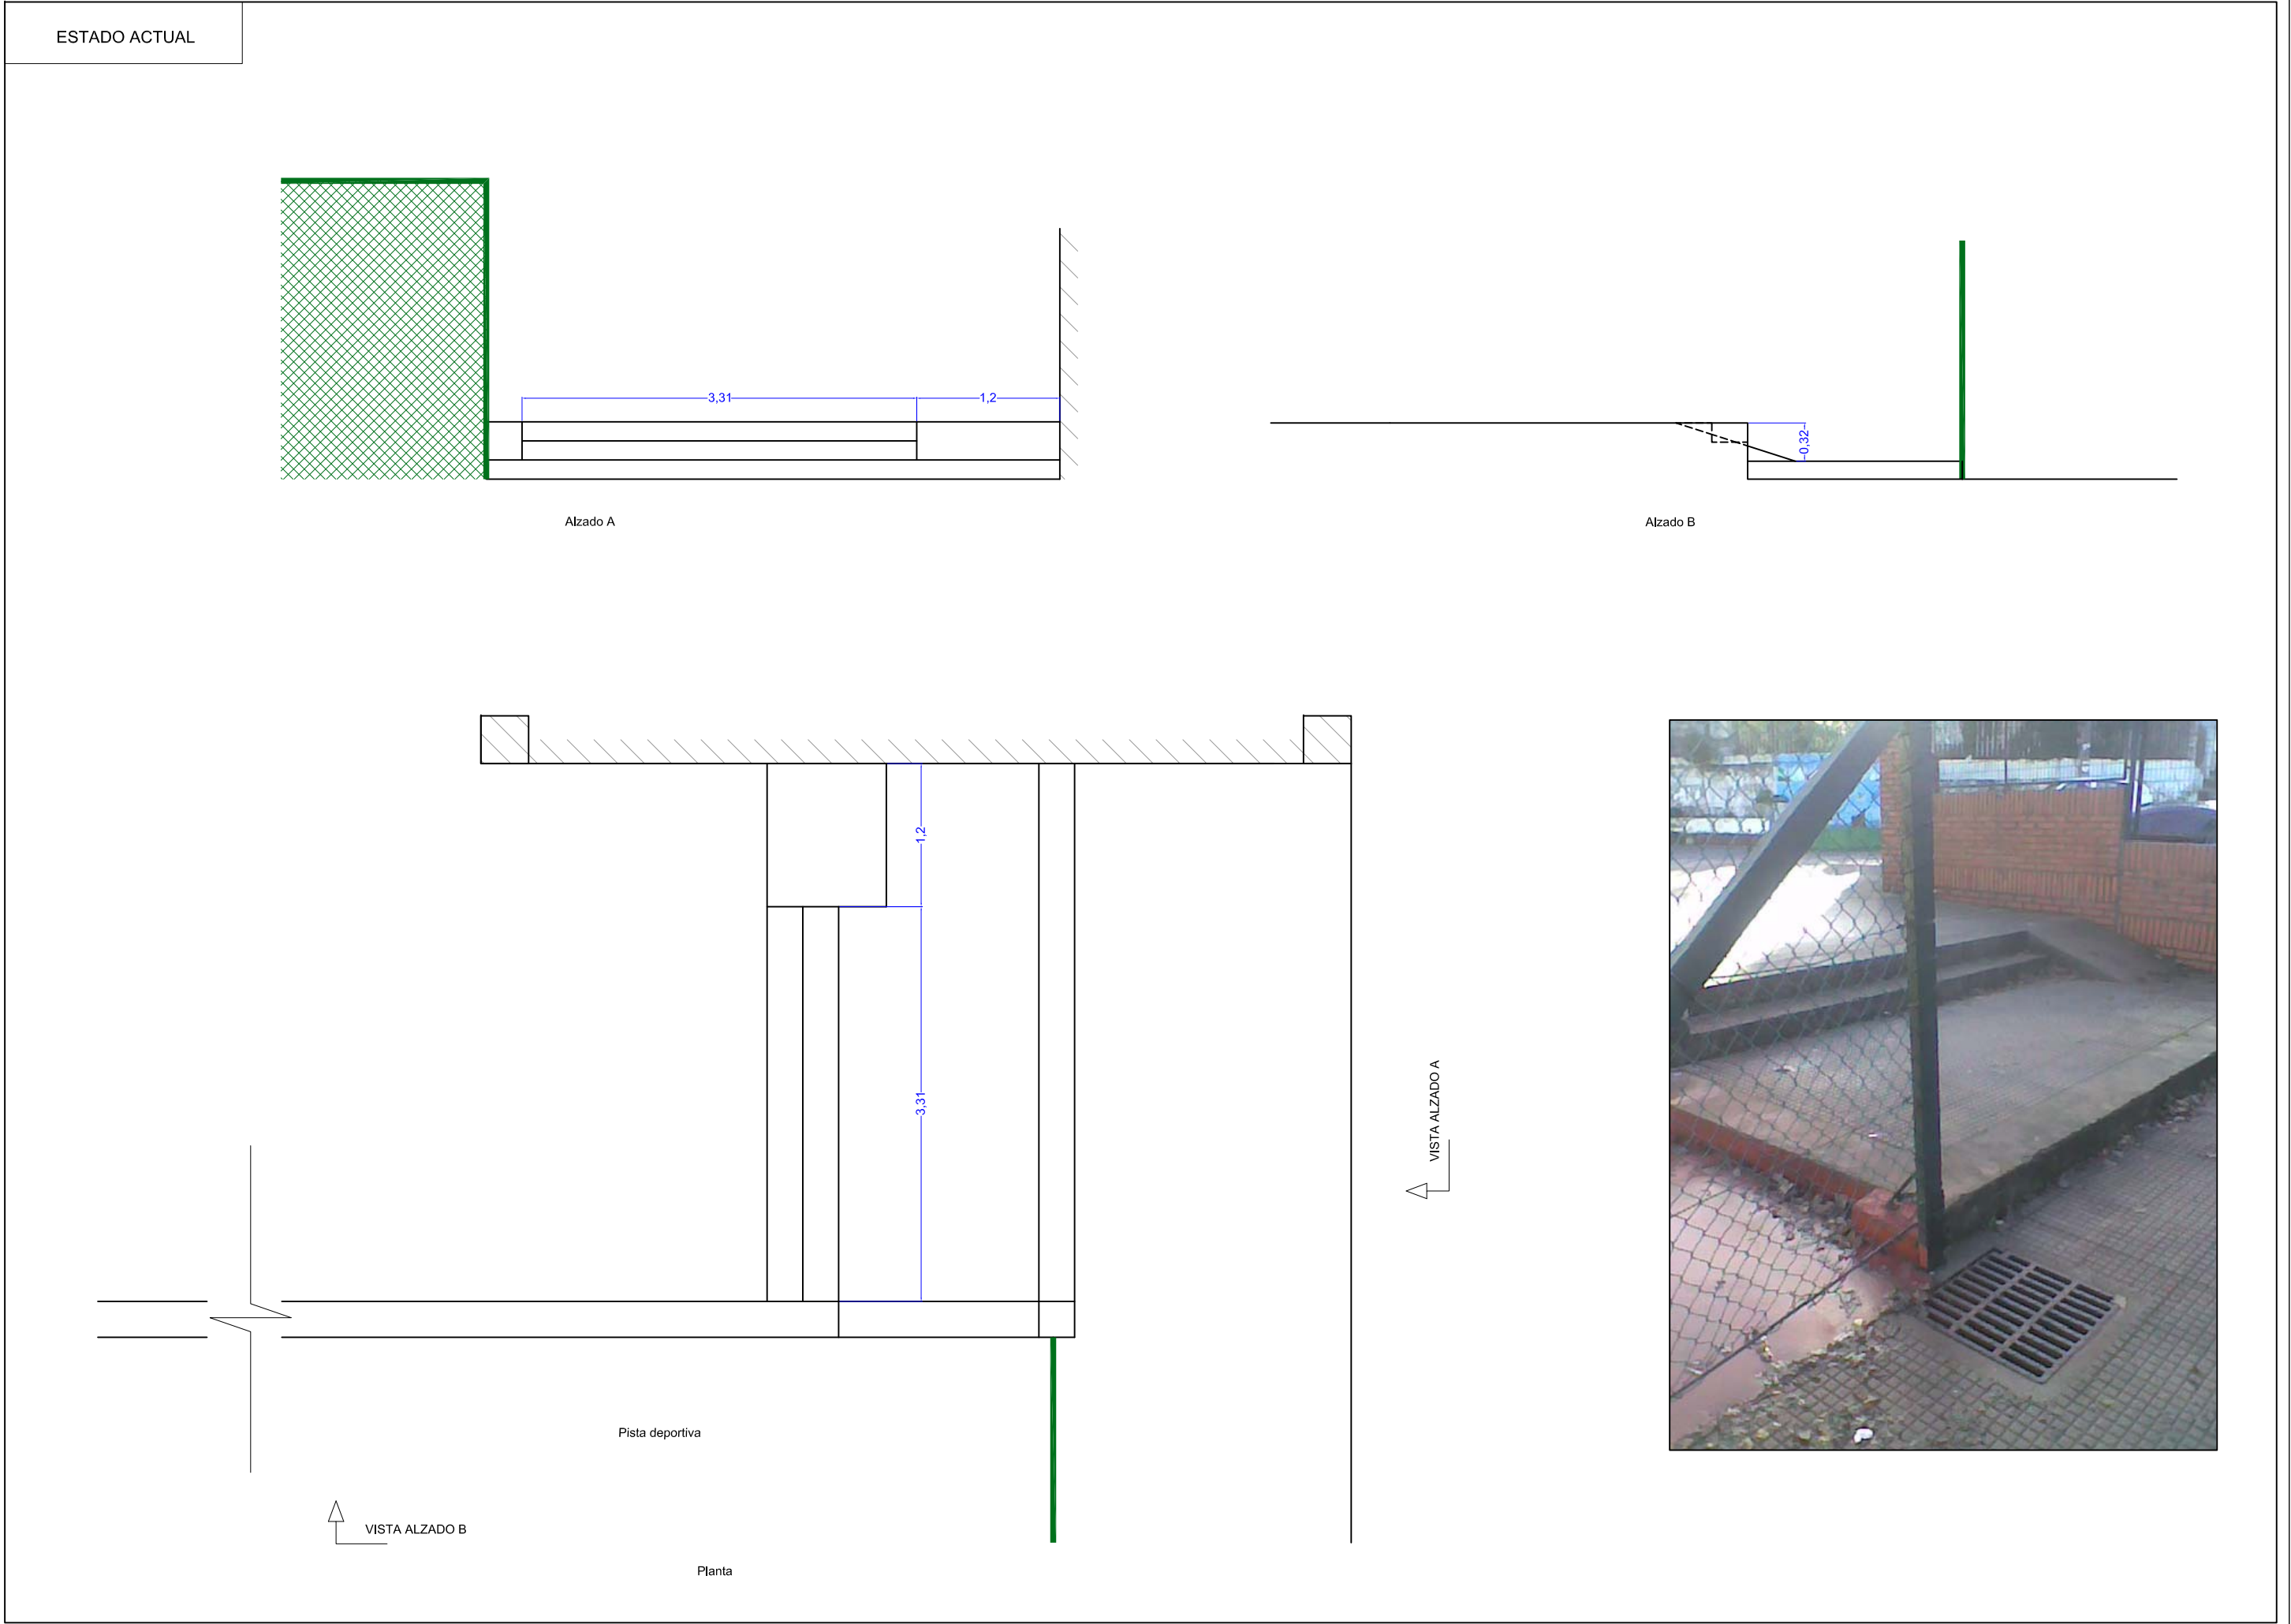 ESTADO ACTUAL
3,31
1,2
0,32
Alzado A
Alzado B
1,2
3,31
VISTA ALZADO A
Pista deportiva
VISTA ALZADO B
Planta